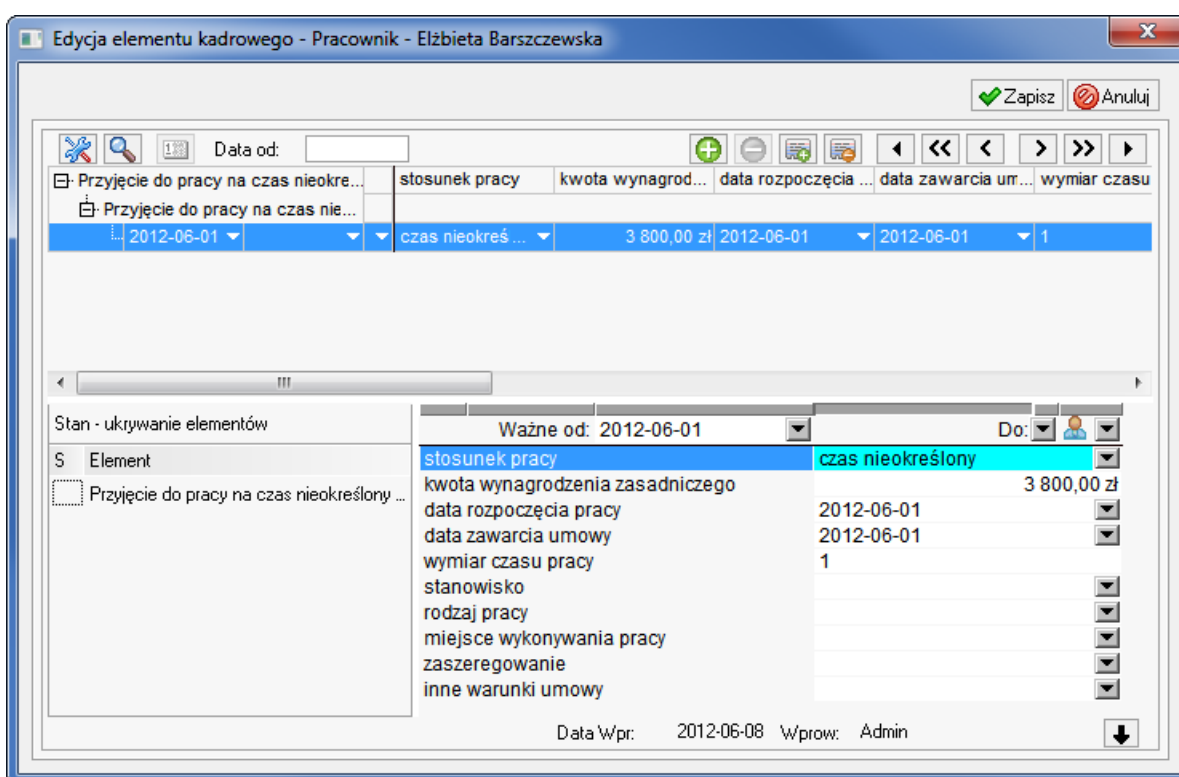 Edycja elementu kadrowego - Pracownik - Elżbieta Barszczewska
Zapisz Anuluj
Data od:
Przyjęcie do pracy na czas nieokre... stosunek pracy kwota wynagrod... data rozpoczęcia ... data zawarcia um... wymiar czasu
Przyjęcie do pracy na czas nie...
2012-06-01 czas nieokreś ... 3 800,00 zł 2012-06-01 2012-06-01 1
Stan - ukrywanie elementów
Ważne od: 2012-06-01 Do:
S Element
stosunek pracy czas nieokreślony
Przyjęcie do pracy na czas nieokreślony ...
kwota wynagrodzenia zasadniczego 3 800,00 zł
data rozpoczęcia pracy 2012-06-01
data zawarcia umowy 2012-06-01
wymiar czasu pracy 1
stanowisko
rodzaj pracy
miejsce wykonywania pracy
zaszeregowanie
inne warunki umowy
Data Wpr: 2012-06-08 Wprow: Admin